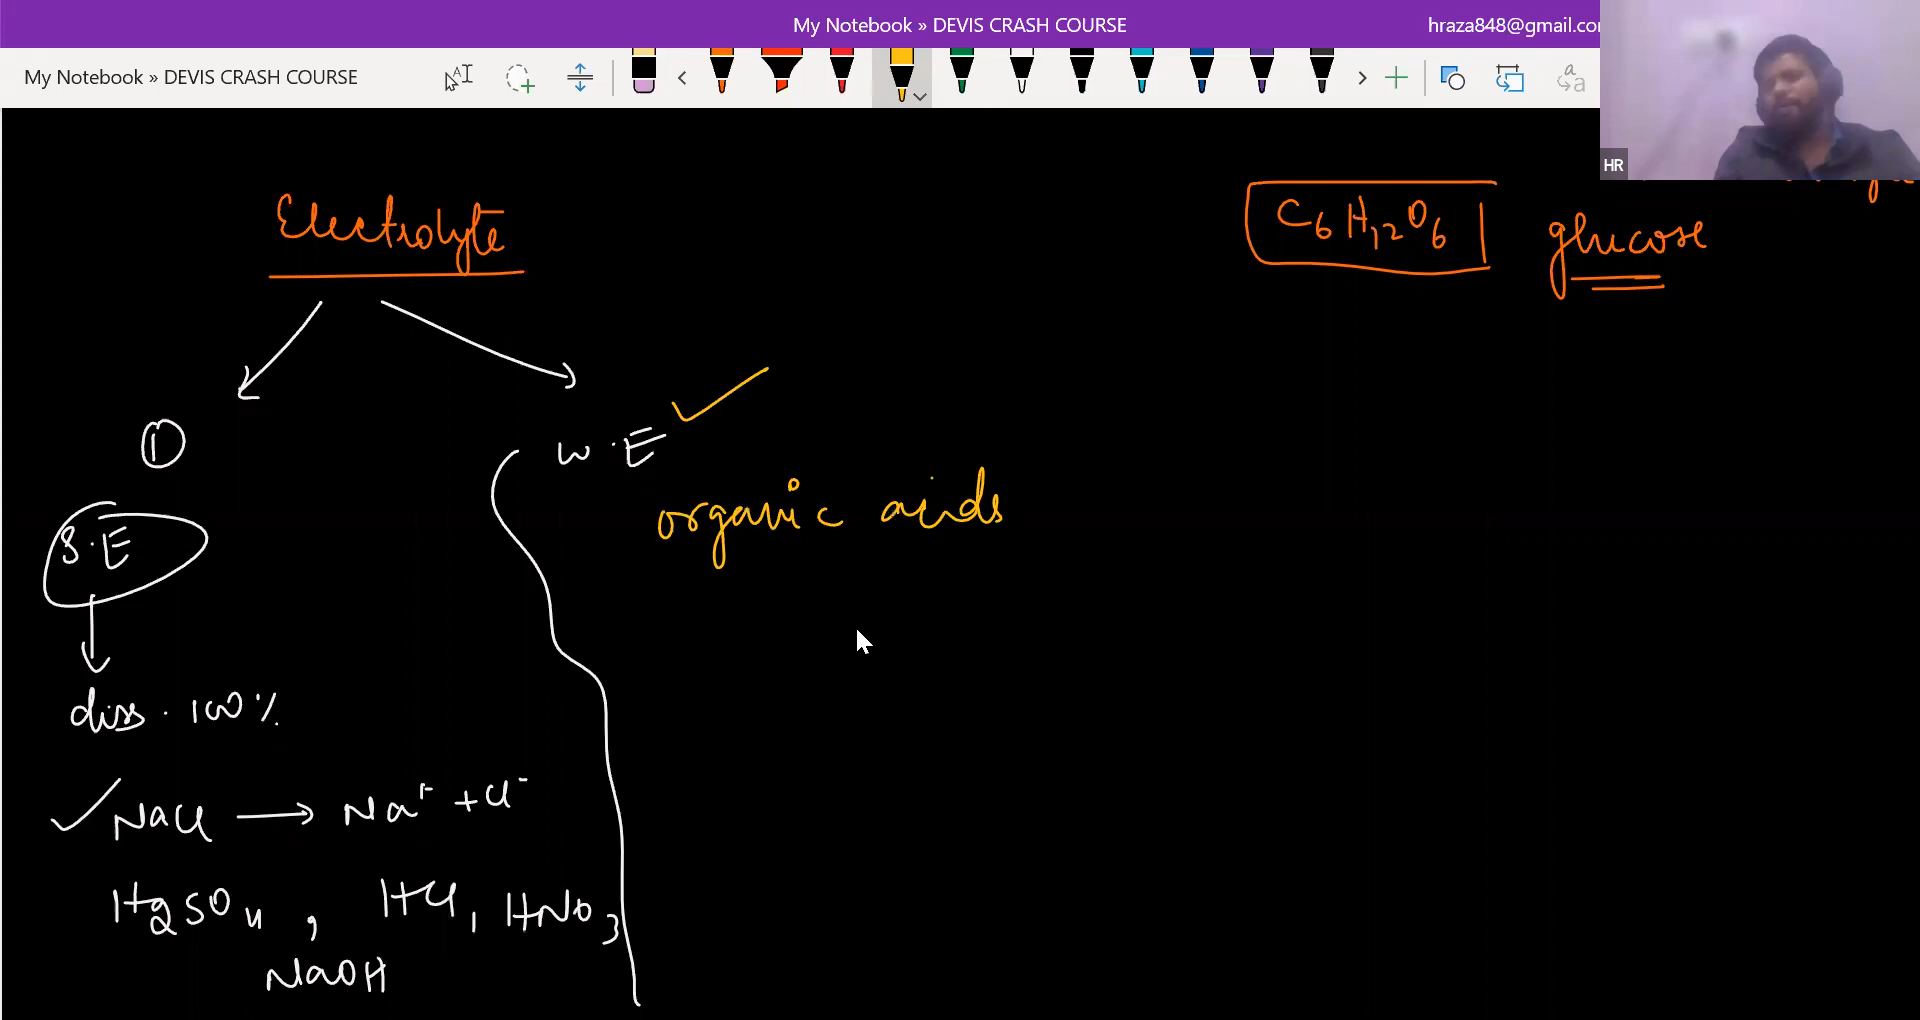 My Notebook » DEVIS CRASH COURSE
hraza848@gmail.co
My Notebook » DEVIS CRASH COURSE
HR
Electrolyte
C6H12O6
glucose
①
W.E
organic acids
S.E
diss. 100%
NaCl → Na+ + Cl-
H2SO4, HCl, HNO3
NaOH